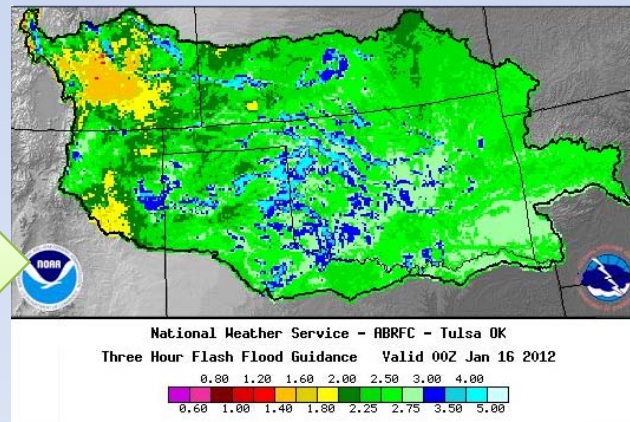 NOAA
National Weather Service - ABRFC - Tulsa OK
Three Hour Flash Flood Guidance Valid 00Z Jan 16 2012
0.80 1.20 1.60 2.00 2.50 3.00 4.00
0.60 1.00 1.40 1.80 2.25 2.75 3.50 5.00